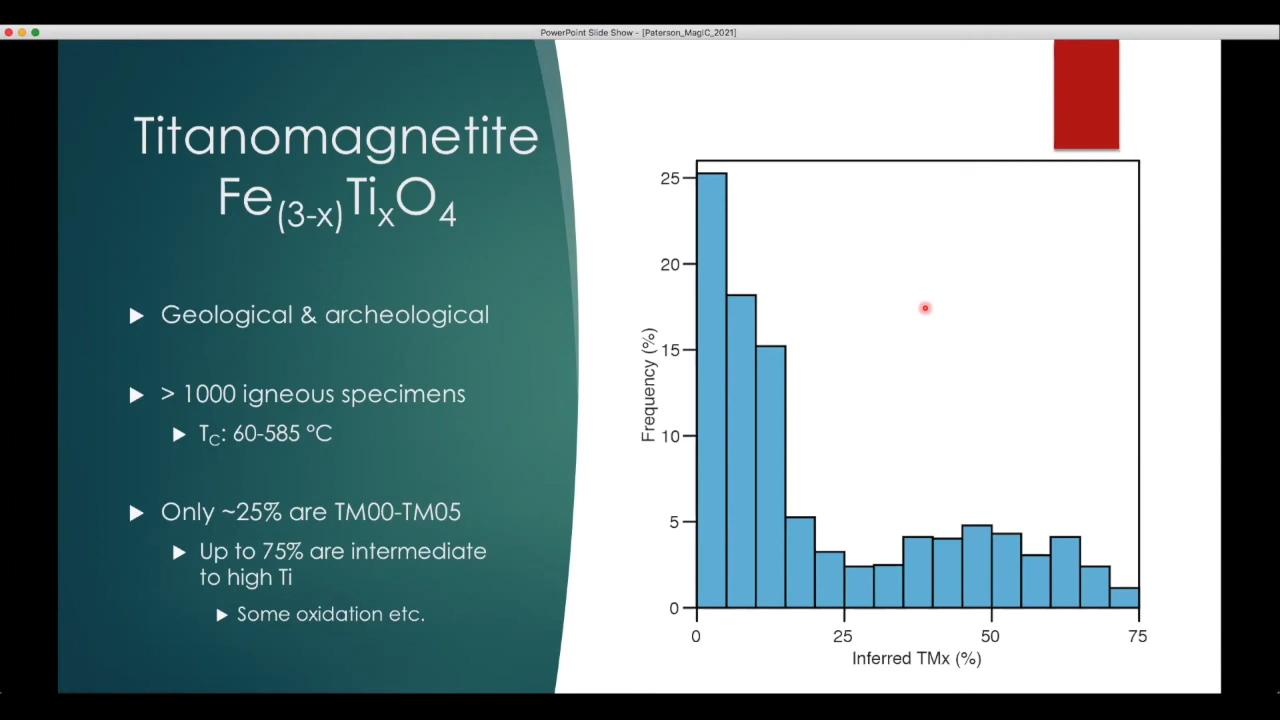 PowerPoint Slide Show - [Paterson_MagIC_2021]
Titanomagnetite
Fe(3-x)TixO4
Geological & archeological
> 1000 igneous specimens
TC: 60-585 °C
Only ~25% are TM00-TM05
Up to 75% are intermediate
to high Ti
Some oxidation etc.
25
20
15
10
5
0
Frequency (%)
0 25 50 75
Inferred TMx (%)